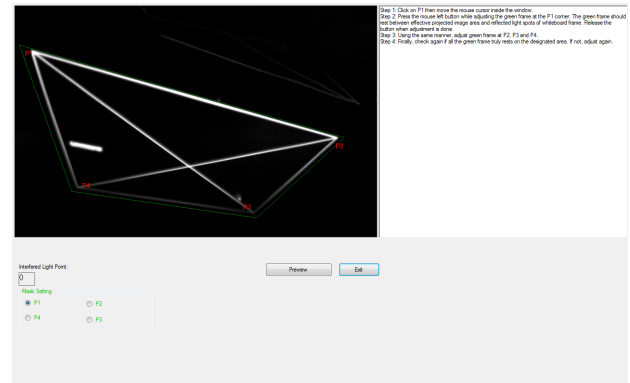 Step 1: Click on P1 then move the mouse cursor inside the window.
Step 2: Press the mouse left button while adjusting the green frame at the P1 corner. The green frame should
rest between effective projected image area and reflected light spots of whiteboard frame. Release the
button when adjustment is done.
Step 3: Using the same manner, adjust green frame at P2, P3 and P4.
Step 4: Finally, check again if all the green frame truly rests on the designated area. If not, adjust again.
P1
P2
P4
P3
Interfered Light Point:
0
Preview
Exit
Mask Setting
P1
P2
P4
P3